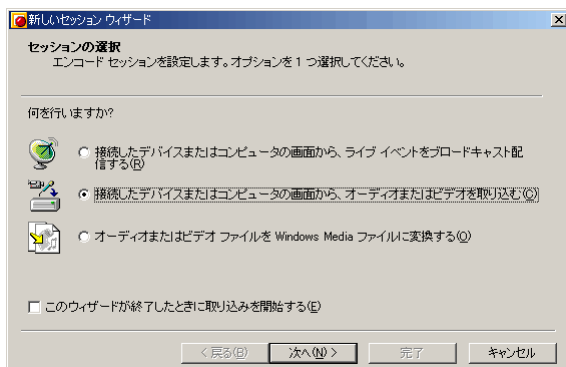 新しいセッション ウィザード
セッションの選択
エンコード セッションを設定します。オプションを1 つ選択してください。
何を行いますか?
接続したデバイスまたはコンピュータの画面から、ライブ イベントをブロードキャスト配
信する(R)
接続したデバイスまたはコンピュータの画面から、オーディオまたはビデオを取り込む(C)
オーディオまたはビデオ ファイルを Windows Media ファイルに変換する(O)
このウィザードが終了したときに取り込みを開始する(E)
< 戻る(B) 次へ(N) > 完了 キャンセル